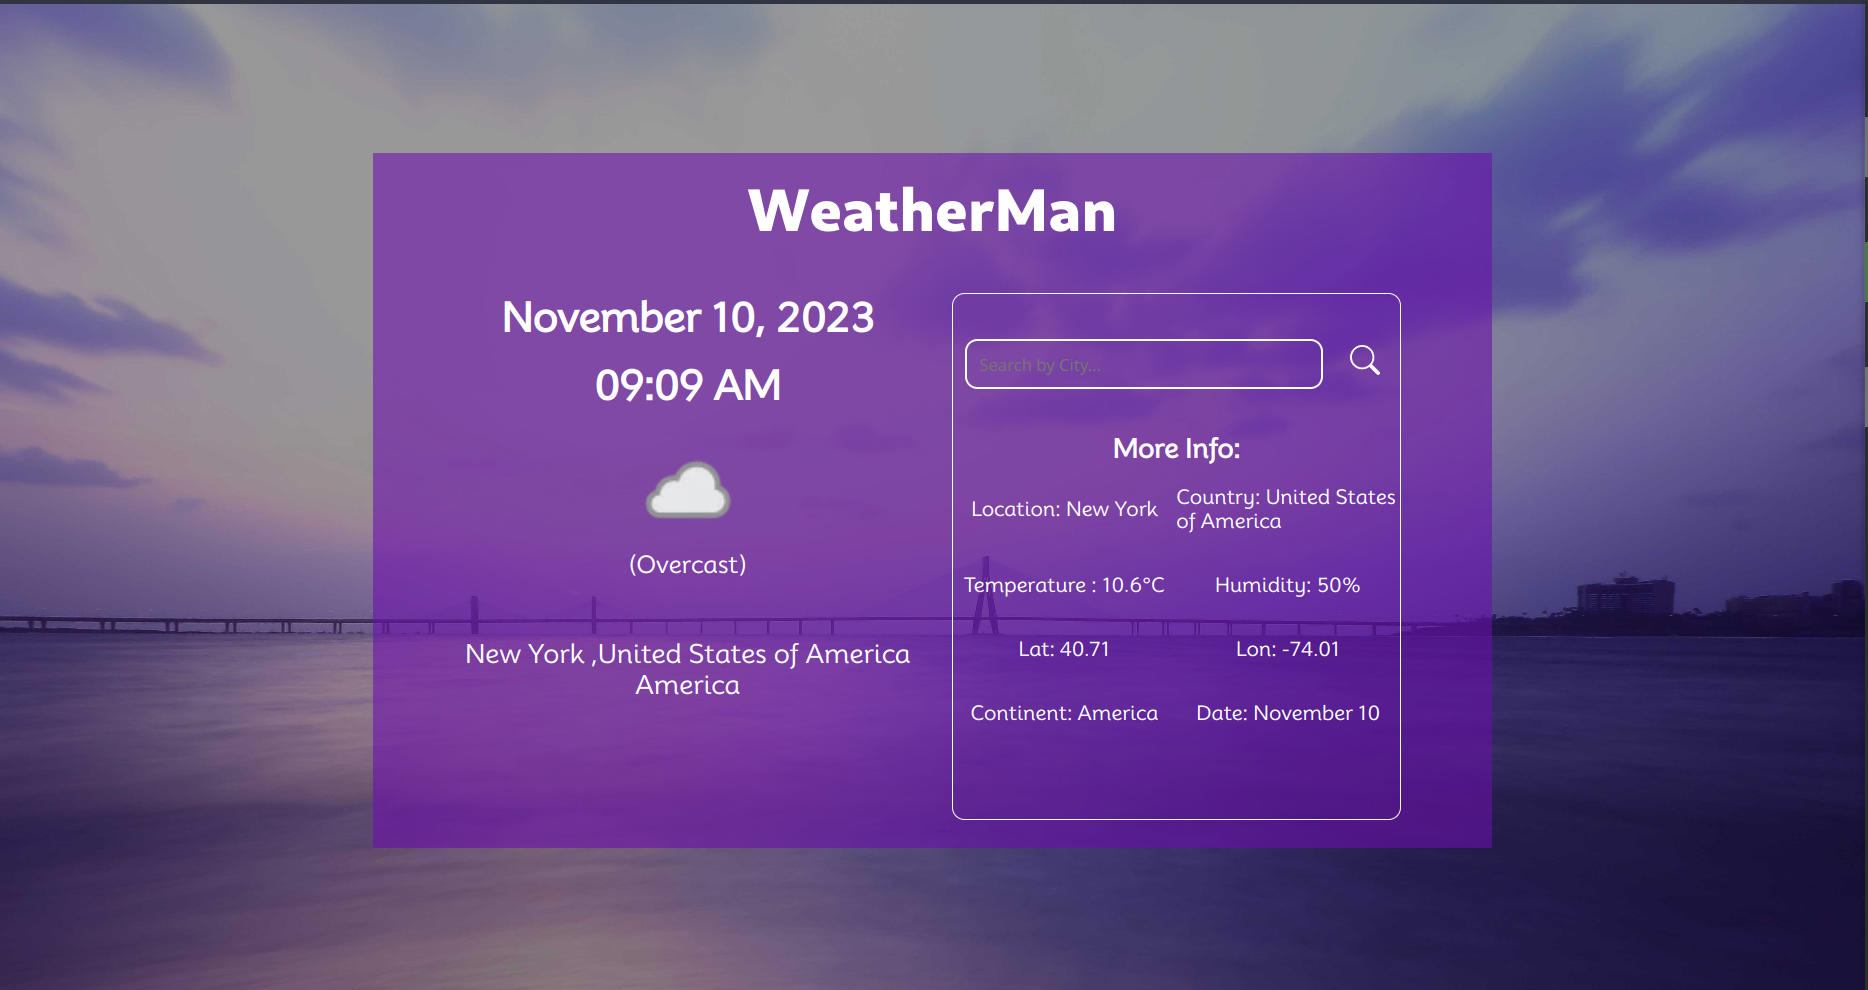 WeatherMan
November 10, 2023
09:09 AM
(Overcast)
New York ,United States of America
America
Search by City...
More Info:
Location: New York
Country: United States
of America
Temperature : 10.6°C
Humidity: 50%
Lat: 40.71
Lon: -74.01
Continent: America
Date: November 10